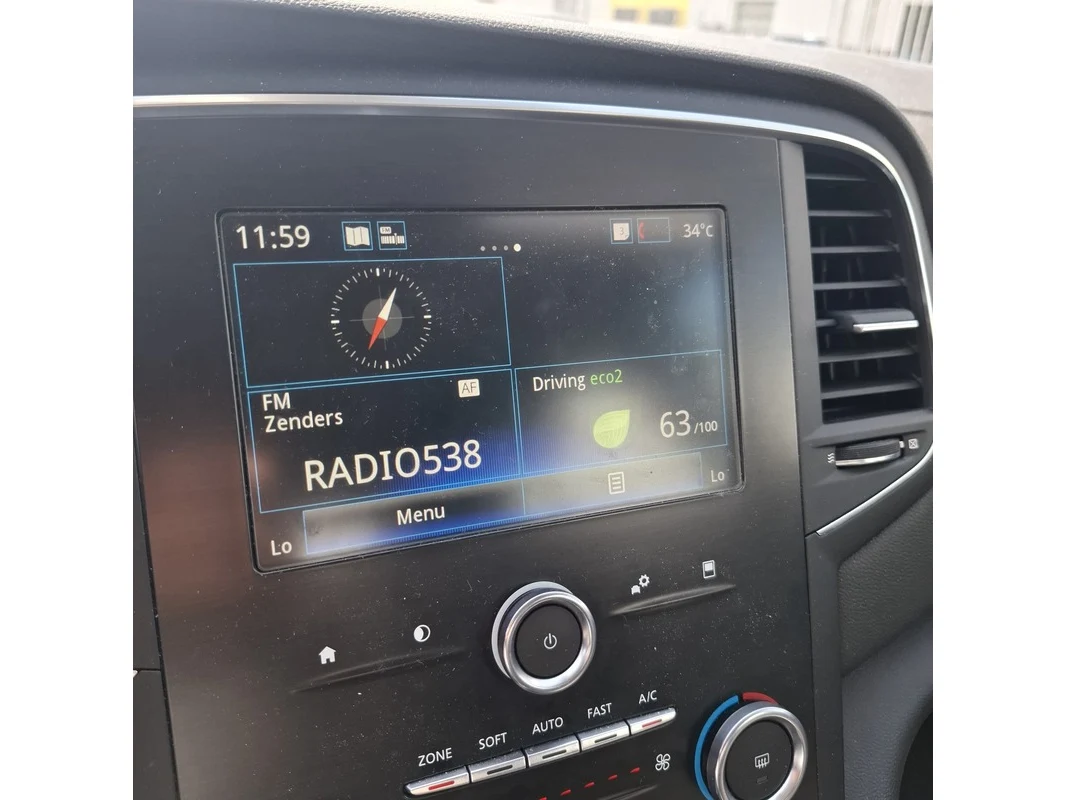 11:59
34°C
FM
Zenders
AF
RADIO538
Driving eco2
63/100
Menu
Lo
Lo
ZONE
SOFT
AUTO
FAST
A/C